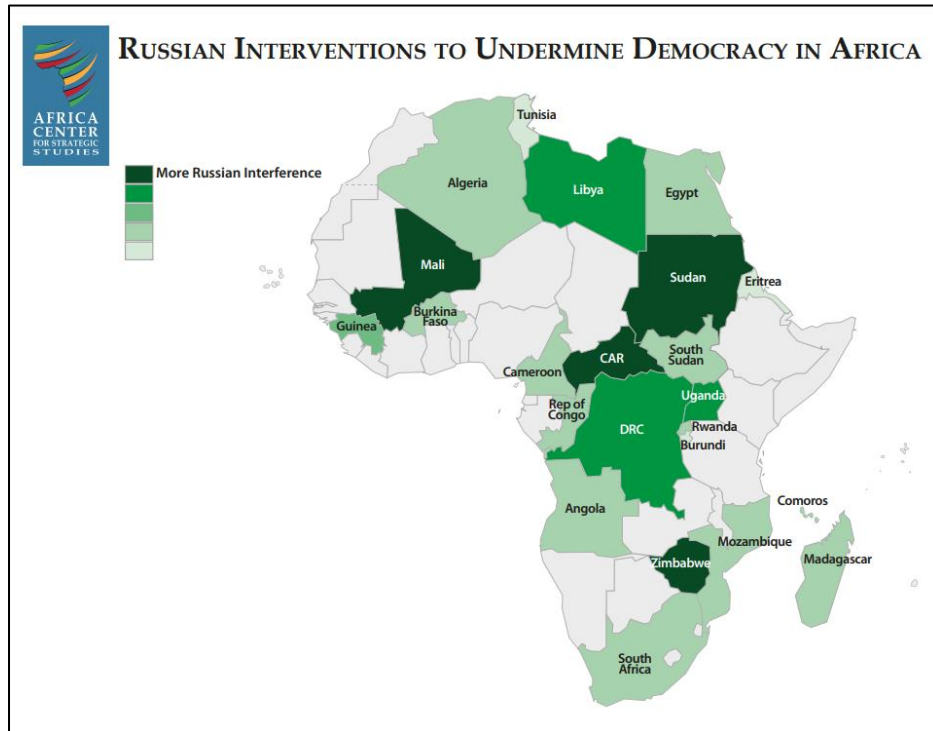 RUSSIAN INTERVENTIONS TO UNDERMINE DEMOCRACY IN AFRICA
AFRICA
CENTER
FOR STRATEGIC
STUDIES
More Russian Interference
Tunisia
Algeria
Libya
Egypt
Mali
Sudan
Eritrea
Burkina
Faso
Guinea
South
Sudan
CAR
Cameroon
Uganda
Rep of
Congo
DRC
Rwanda
Burundi
Angola
Comoros
Mozambique
Madagascar
Zimbabwe
South
Africa